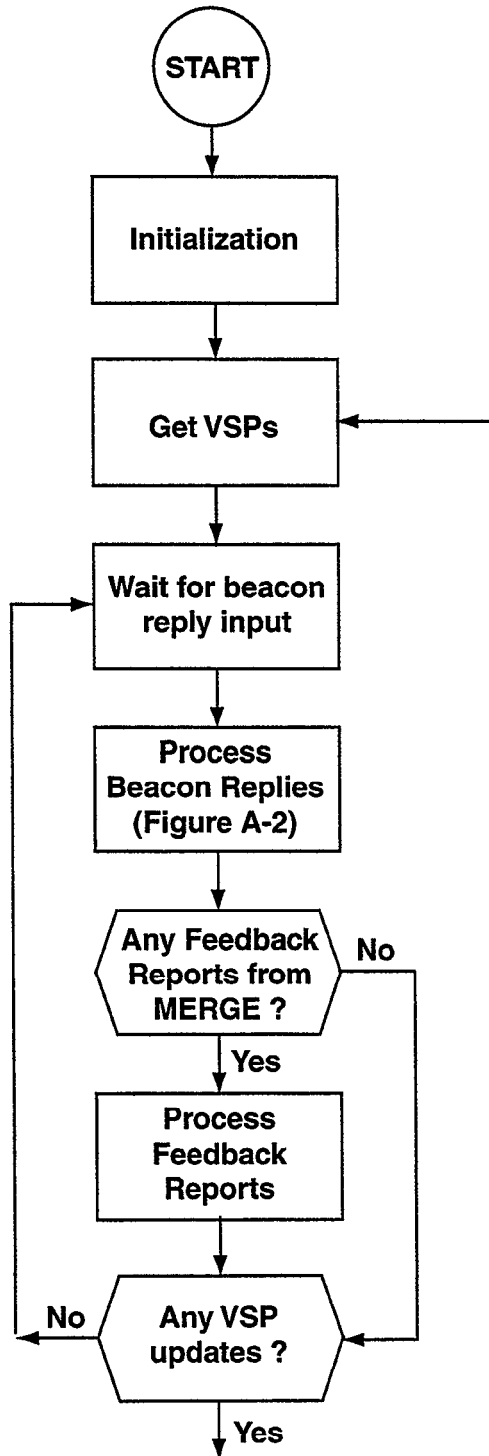 START
Initialization
Get VSPs
Wait for beacon
reply input
Process
Beacon Replies
(Figure A-2)
Any Feedback
Reports from
MERGE ?
No
Yes
Process
Feedback
Reports
No
Any VSP
updates ?
Yes